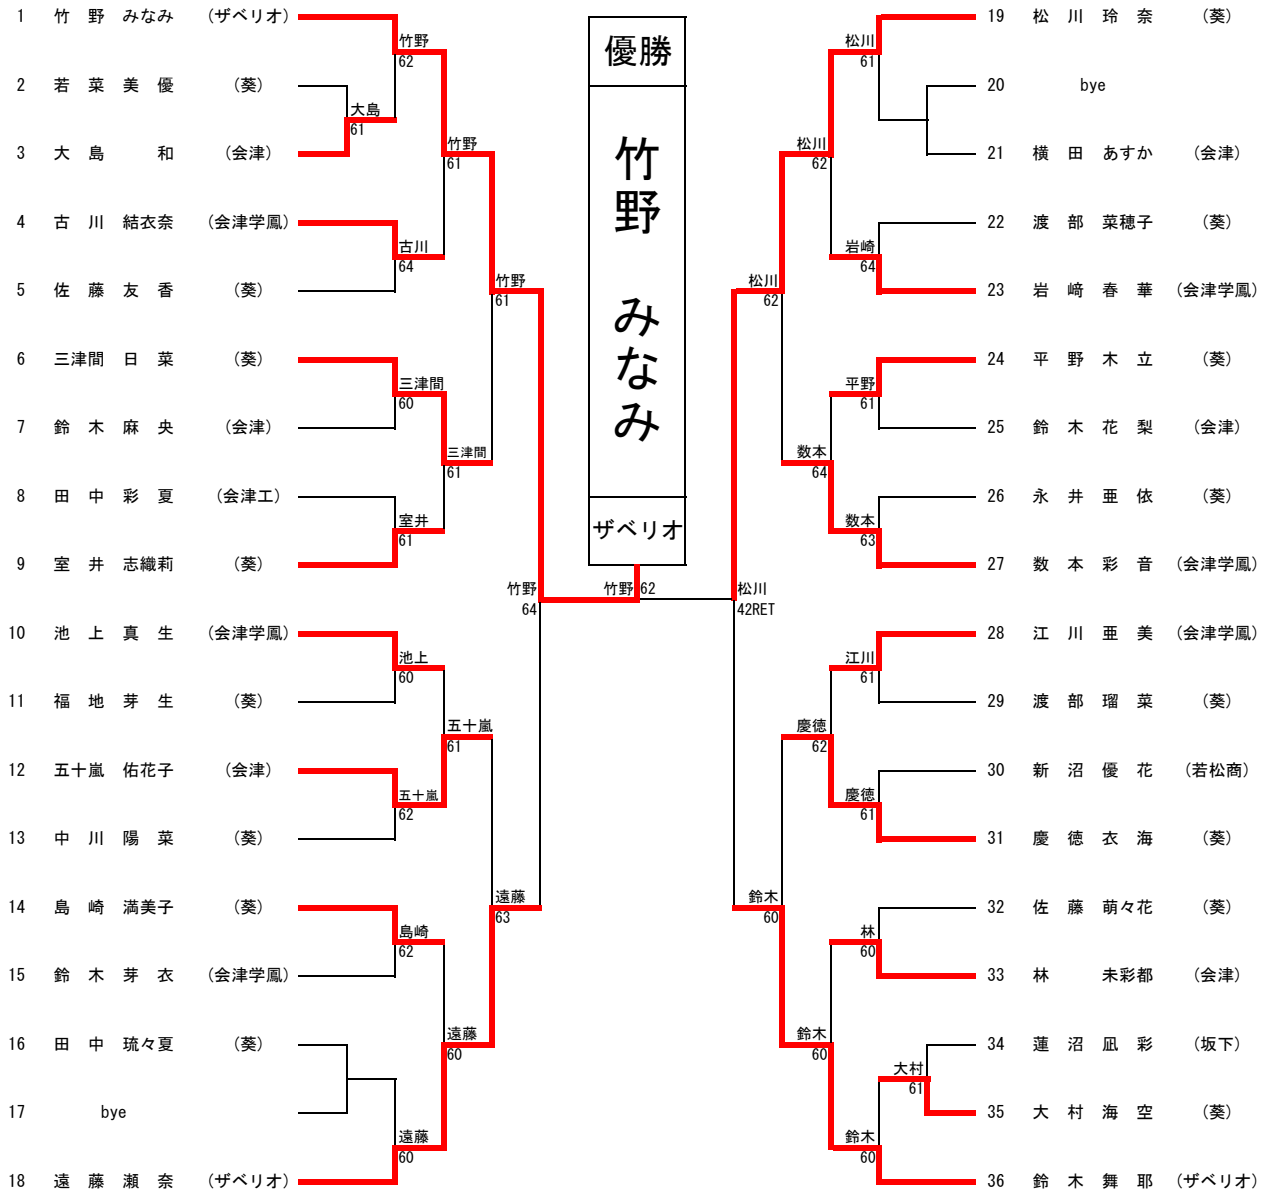 1 竹 野 みなみ (ザベリオ)
2 若 菜 美 優 (葵)
3 大 島 和 (会津)
4 古 川 結衣奈 (会津学鳳)
5 佐 藤 友 香 (葵)
6 三津間 日 菜 (葵)
7 鈴 木 麻 央 (会津)
8 田 中 彩 夏 (会津工)
9 室 井 志織莉 (葵)
10 池 上 真 生 (会津学鳳)
11 福 地 芽 生 (葵)
12 五十嵐 佑花子 (会津)
13 中 川 陽 菜 (葵)
14 島 崎 満美子 (葵)
15 鈴 木 芽 衣 (会津学鳳)
16 田 中 琉々夏 (葵)
17 bye
18 遠 藤 瀬 奈 (ザベリオ)
大島
61
竹野
62
古川
64
三津間
60
室井
61
池上
60
五十嵐
62
島崎
62
遠藤
60
竹野
61
三津間
61
五十嵐
61
遠藤
60
竹野
61
遠藤
63
竹野
64
優勝
竹野 みなみ
ザベリオ
竹野 62
松川
42RET
松川
62
鈴木
60
松川
62
数本
64
慶徳
62
鈴木
60
松川
61
岩崎
64
平野
61
数本
63
江川
61
慶徳
61
林
60
大村
61
鈴木
60
19 松 川 玲 奈 (葵)
20 bye
21 横 田 あすか (会津)
22 渡 部 菜穂子 (葵)
23 岩 﨑 春 華 (会津学鳳)
24 平 野 木 立 (葵)
25 鈴 木 花 梨 (会津)
26 永 井 亜 依 (葵)
27 数 本 彩 音 (会津学鳳)
28 江 川 亜 美 (会津学鳳)
29 渡 部 瑠 菜 (葵)
30 新 沼 優 花 (若松商)
31 慶 徳 衣 海 (葵)
32 佐 藤 萌々花 (葵)
33 林 未彩都 (会津)
34 蓮 沼 凪 彩 (坂下)
35 大 村 海 空 (葵)
36 鈴 木 舞 耶 (ザベリオ)